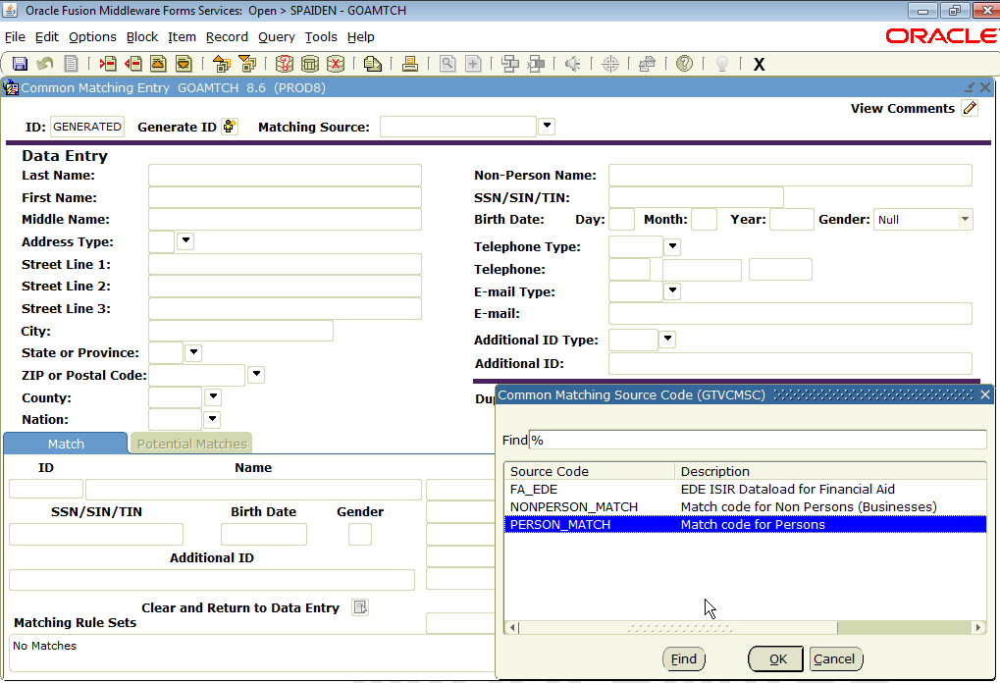 Oracle Fusion Middleware Forms Services: Open > SPAIDEN - GOAMTCH
File Edit Options Block Item Record Query Tools Help
ORACLE
X
Common Matching Entry GOAMTCH 8.6 (PROD8)
View Comments
ID: GENERATED Generate ID Matching Source:
Data Entry
Last Name: Non-Person Name:
First Name: SSN/SIN/TIN:
Middle Name: Birth Date: Day: Month: Year: Gender: Null
Address Type: Telephone Type:
Street Line 1: Telephone:
Street Line 2: E-mail Type:
Street Line 3: E-mail:
City: Additional ID Type:
State or Province:
ZIP or Postal Code: Additional ID:
County:
Nation:
Match Potential Matches
ID Name
SSN/SIN/TIN Birth Date Gender
Additional ID
Clear and Return to Data Entry
Matching Rule Sets
No Matches
Common Matching Source Code (GTVCMSC)
Find %
Source Code Description
FA_EDE EDE ISIR Dataload for Financial Aid
NONPERSON_MATCH Match code for Non Persons (Businesses)
PERSON_MATCH Match code for Persons
Find OK Cancel